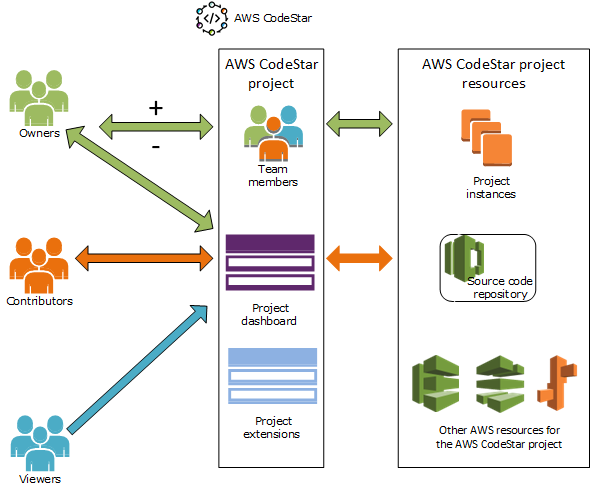 AWS CodeStar
AWS CodeStar
project
AWS CodeStar project
resources
Owners
+
-
Team
members
Project
instances
Contributors
Project
dashboard
Source code
repository
Project
extensions
Other AWS resources for
the AWS CodeStar project
Viewers